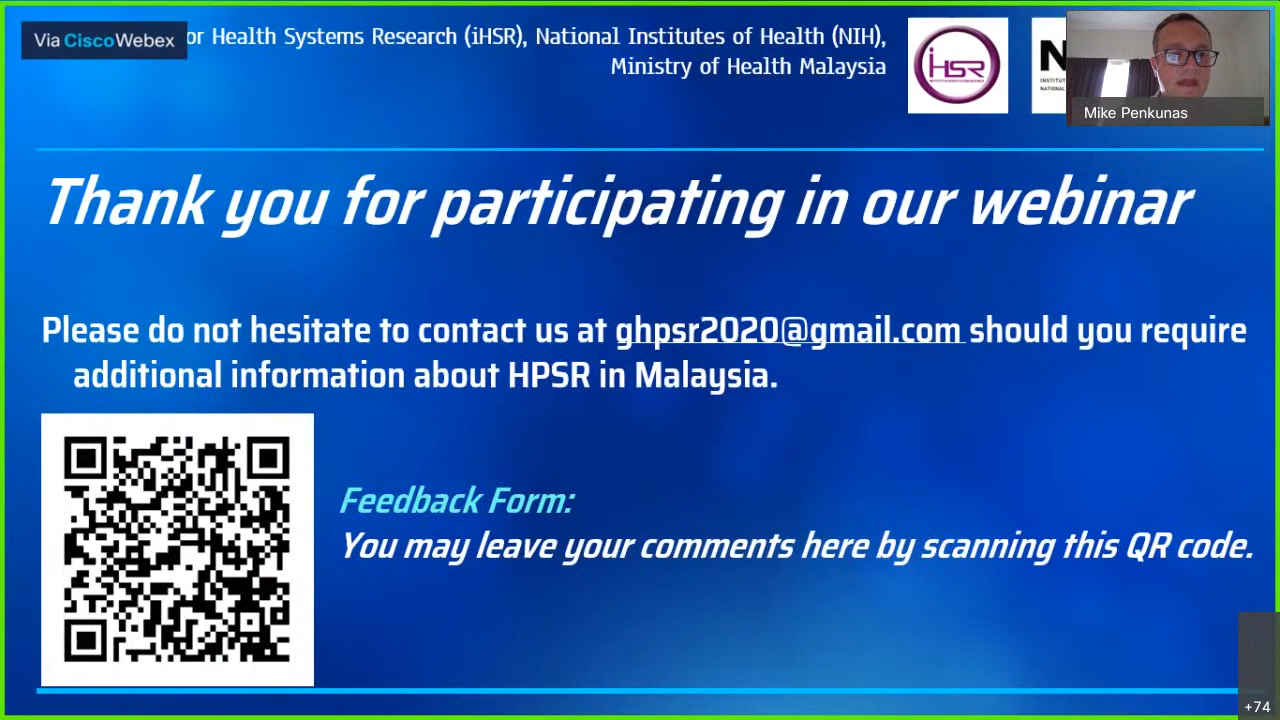 Via CiscoWebex
or Health Systems Research (iHSR), National Institutes of Health (NIH),
Ministry of Health Malaysia
iHSR
N
INSTITUT
NATIONAL
Mike Penkunas
Thank you for participating in our webinar
Please do not hesitate to contact us at ghpsr2020@gmail.com should you require
additional information about HPSR in Malaysia.
Feedback Form:
You may leave your comments here by scanning this QR code.
+74